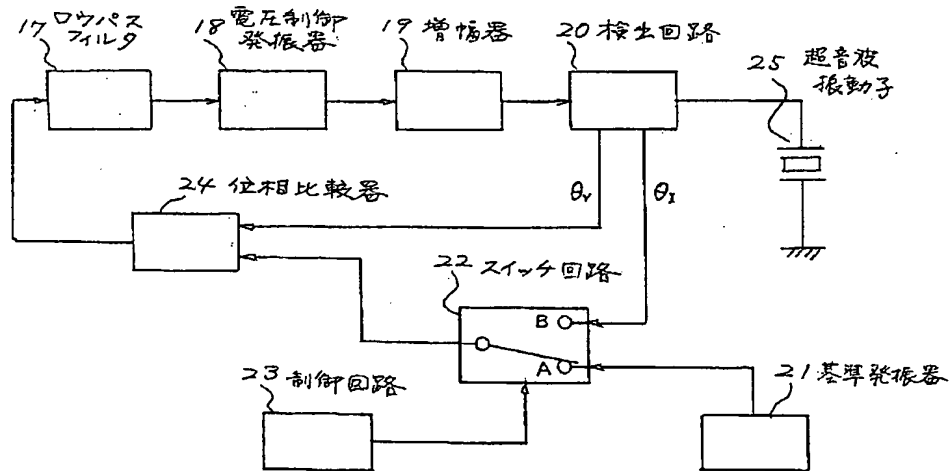 17 ロウパス
フィルタ
18 電圧制御
発振器
19 増幅器
20 検出回路
25 超音波
振動子
24 位相比較器
θV
θI
22 スイッチ回路
B
A
23 制御回路
21 基準発振器